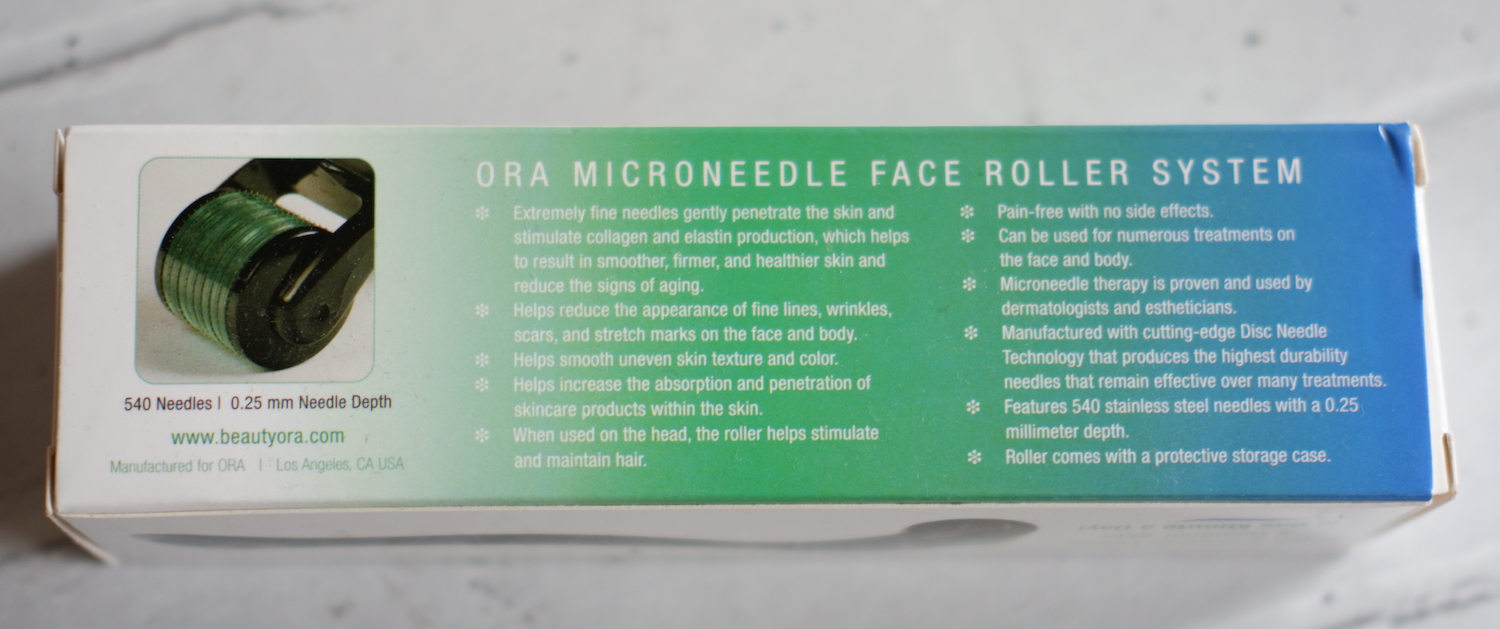 ORA MICRONEEDLE FACE ROLLER SYSTEM
❇ Extremely fine needles gently penetrate the skin and
stimulate collagen and elastin production, which helps
to result in smoother, firmer, and healthier skin and
reduce the signs of aging.
❇ Helps reduce the appearance of fine lines, wrinkles,
scars, and stretch marks on the face and body.
❇ Helps smooth uneven skin texture and color.
❇ Helps increase the absorption and penetration of
skincare products within the skin.
❇ When used on the head, the roller helps stimulate
and maintain hair.
❇ Pain-free with no side effects.
❇ Can be used for numerous treatments on
the face and body.
❇ Microneedle therapy is proven and used by
dermatologists and estheticians.
❇ Manufactured with cutting-edge Disc Needle
Technology that produces the highest durability
needles that remain effective over many treatments.
❇ Features 540 stainless steel needles with a 0.25
millimeter depth.
❇ Roller comes with a protective storage case.
540 Needles | 0.25 mm Needle Depth
www.beautyora.com
Manufactured for ORA | Los Angeles, CA USA